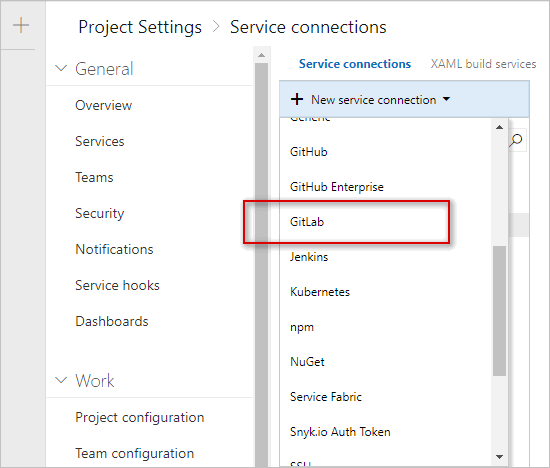 Project Settings > Service connections
General
Overview
Services
Teams
Security
Notifications
Service hooks
Dashboards
Work
Project configuration
Team configuration
Service connections XAML build services
+ New service connection
Generic
GitHub
GitHub Enterprise
GitLab
Jenkins
Kubernetes
npm
NuGet
Service Fabric
Snyk.io Auth Token
SSH